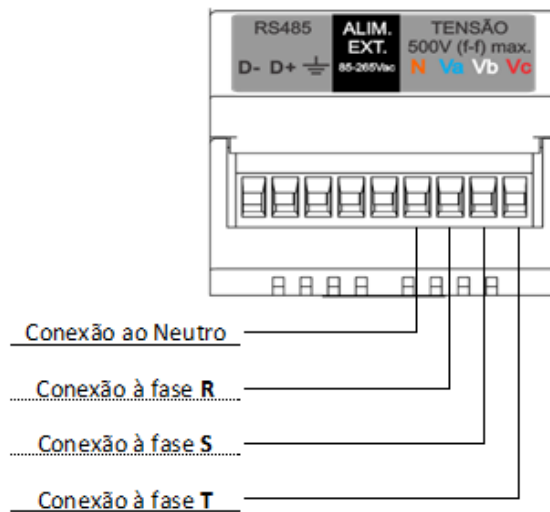 RS485
D- D+
ALIM.
EXT.
85-265Vac
TENSÃO
500V (f-f) max.
N Va Vb Vc
Conexão ao Neutro
Conexão à fase R
Conexão à fase S
Conexão à fase T